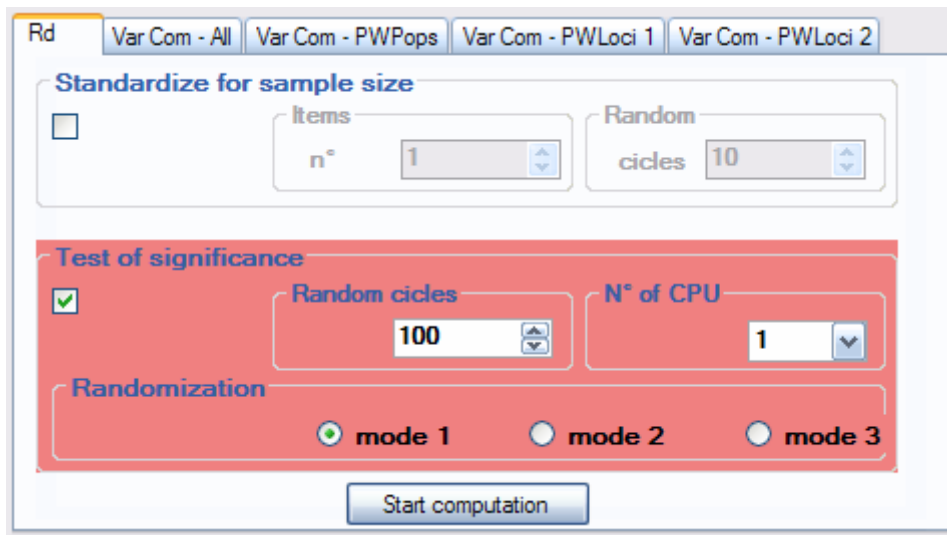 Rd Var Com - All Var Com - PWPops Var Com - PWLoci 1 Var Com - PWLoci 2
Standardize for sample size
Items Random
n° 1 cicles 10
Test of significance
Random cicles N° of CPU
100 1
Randomization
mode 1 mode 2 mode 3
Start computation